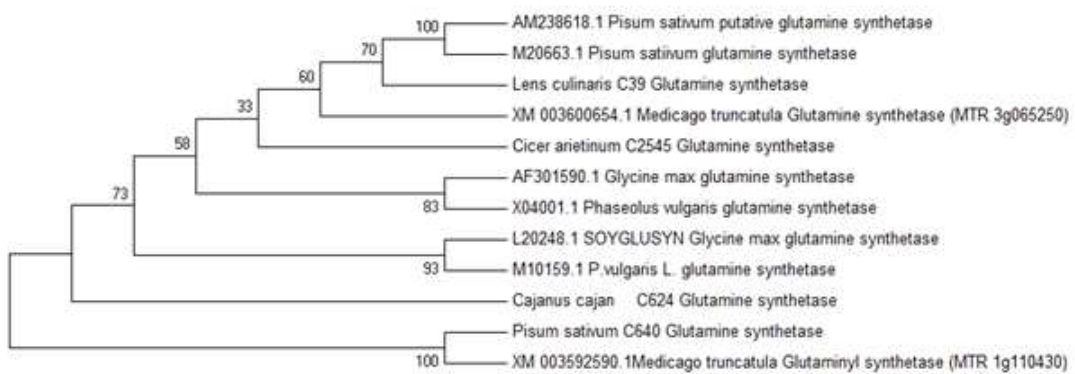 100
AM238618.1 Pisum sativum putative glutamine synthetase
70
M20663.1 Pisum satiivum glutamine synthetase
60
Lens culinaris C39 Glutamine synthetase
33
XM 003600654.1 Medicago truncatula Glutamine synthetase (MTR 3g065250)
58
Cicer arietinum C2545 Glutamine synthetase
73
AF301590.1 Glycine max glutamine synthetase
83
X04001.1 Phaseolus vulgaris glutamine synthetase
L20248.1 SOYGLUSYN Glycine max glutamine synthetase
93
M10159.1 P.vulgaris L. glutamine synthetase
Cajanus cajan C624 Glutamine synthetase
Pisum sativum C640 Glutamine synthetase
100
XM 003592590.1Medicago truncatula Glutaminyl synthetase (MTR 1g110430)